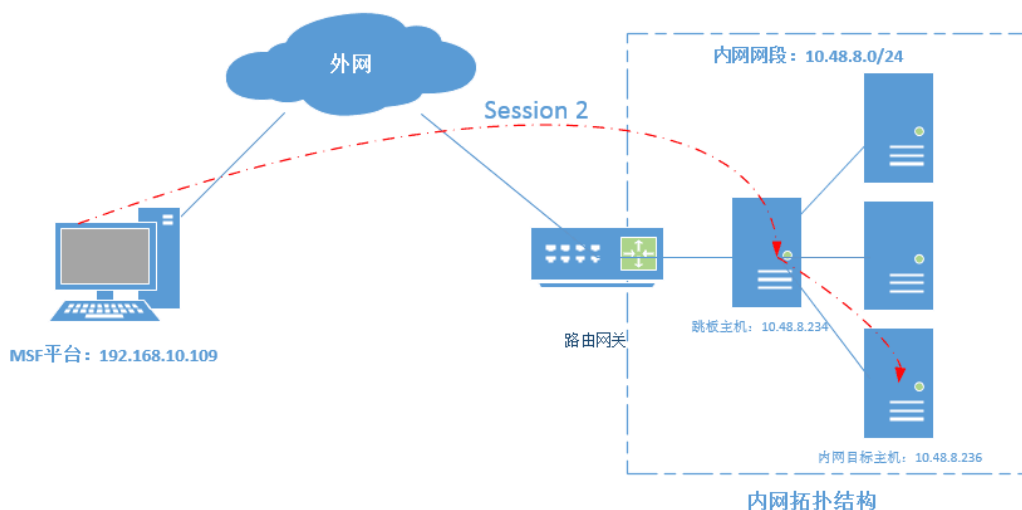 外网
内网网段：10.48.8.0/24
Session 2
跳板主机：10.48.8.234
路由网关
MSF平台：192.168.10.109
内网目标主机：10.48.8.236
内网拓扑结构